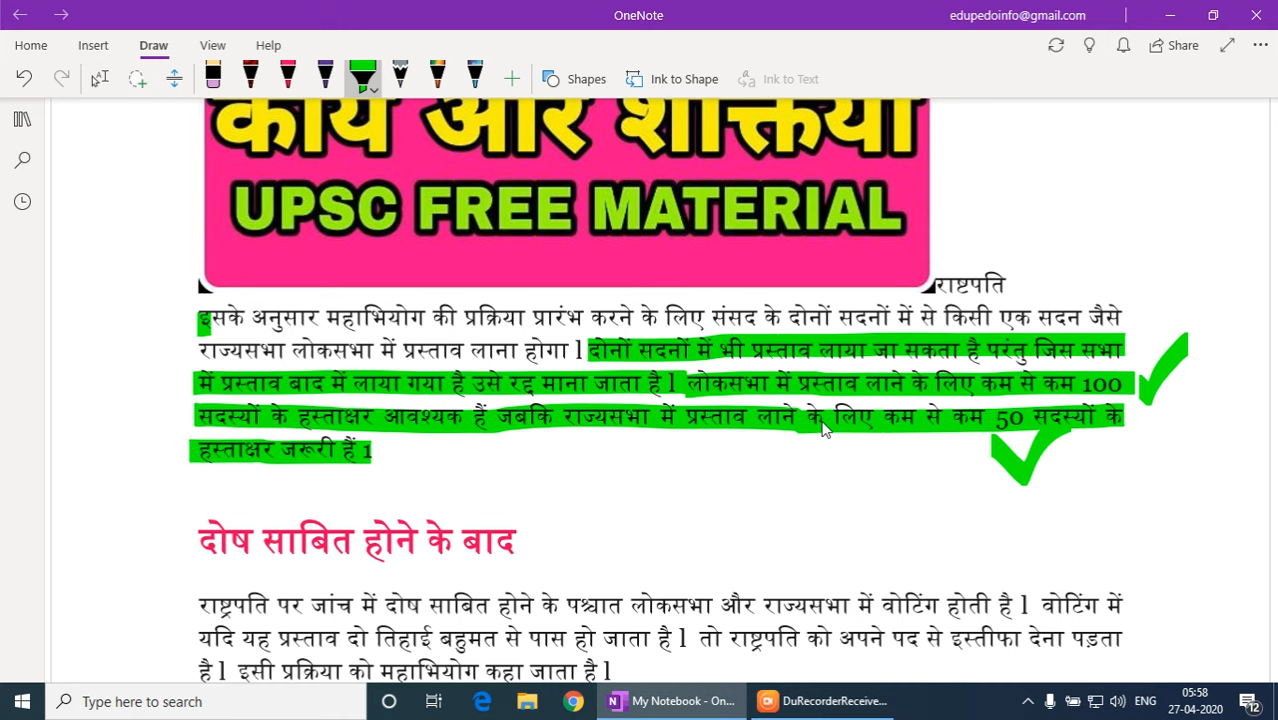 OneNote
edupedoinfo@gmail.com
Home Insert Draw View Help
Share
Shapes Ink to Shape Ink to Text
कार्य और शक्तियां
UPSC FREE MATERIAL
राष्टपति
इसके अनुसार महाभियोग की प्रक्रिया प्रारंभ करने के लिए संसद के दोनों सदनों में से किसी एक सदन जैसे
राज्यसभा लोकसभा में प्रस्ताव लाना होगा l दोनों सदनों में भी प्रस्ताव लाया जा सकता है परंतु जिस सभा
में प्रस्ताव बाद में लाया गया है उसे रद्द माना जाता है l लोकसभा में प्रस्ताव लाने के लिए कम से कम 100
सदस्यों के हस्ताक्षर आवश्यक हैं जबकि राज्यसभा में प्रस्ताव लाने के लिए कम से कम 50 सदस्यों के
हस्ताक्षर जरूरी हैं 1
दोष साबित होने के बाद
राष्ट्रपति पर जांच में दोष साबित होने के पश्चात लोकसभा और राज्यसभा में वोटिंग होती है l वोटिंग में
यदि यह प्रस्ताव दो तिहाई बहुमत से पास हो जाता है l तो राष्ट्रपति को अपने पद से इस्तीफा देना पड़ता
है l इसी प्रक्रिया को महाभियोग कहा जाता है l
Type here to search
My Notebook - On...
DuRecorderReceive...
ENG
05:58
27-04-2020
12